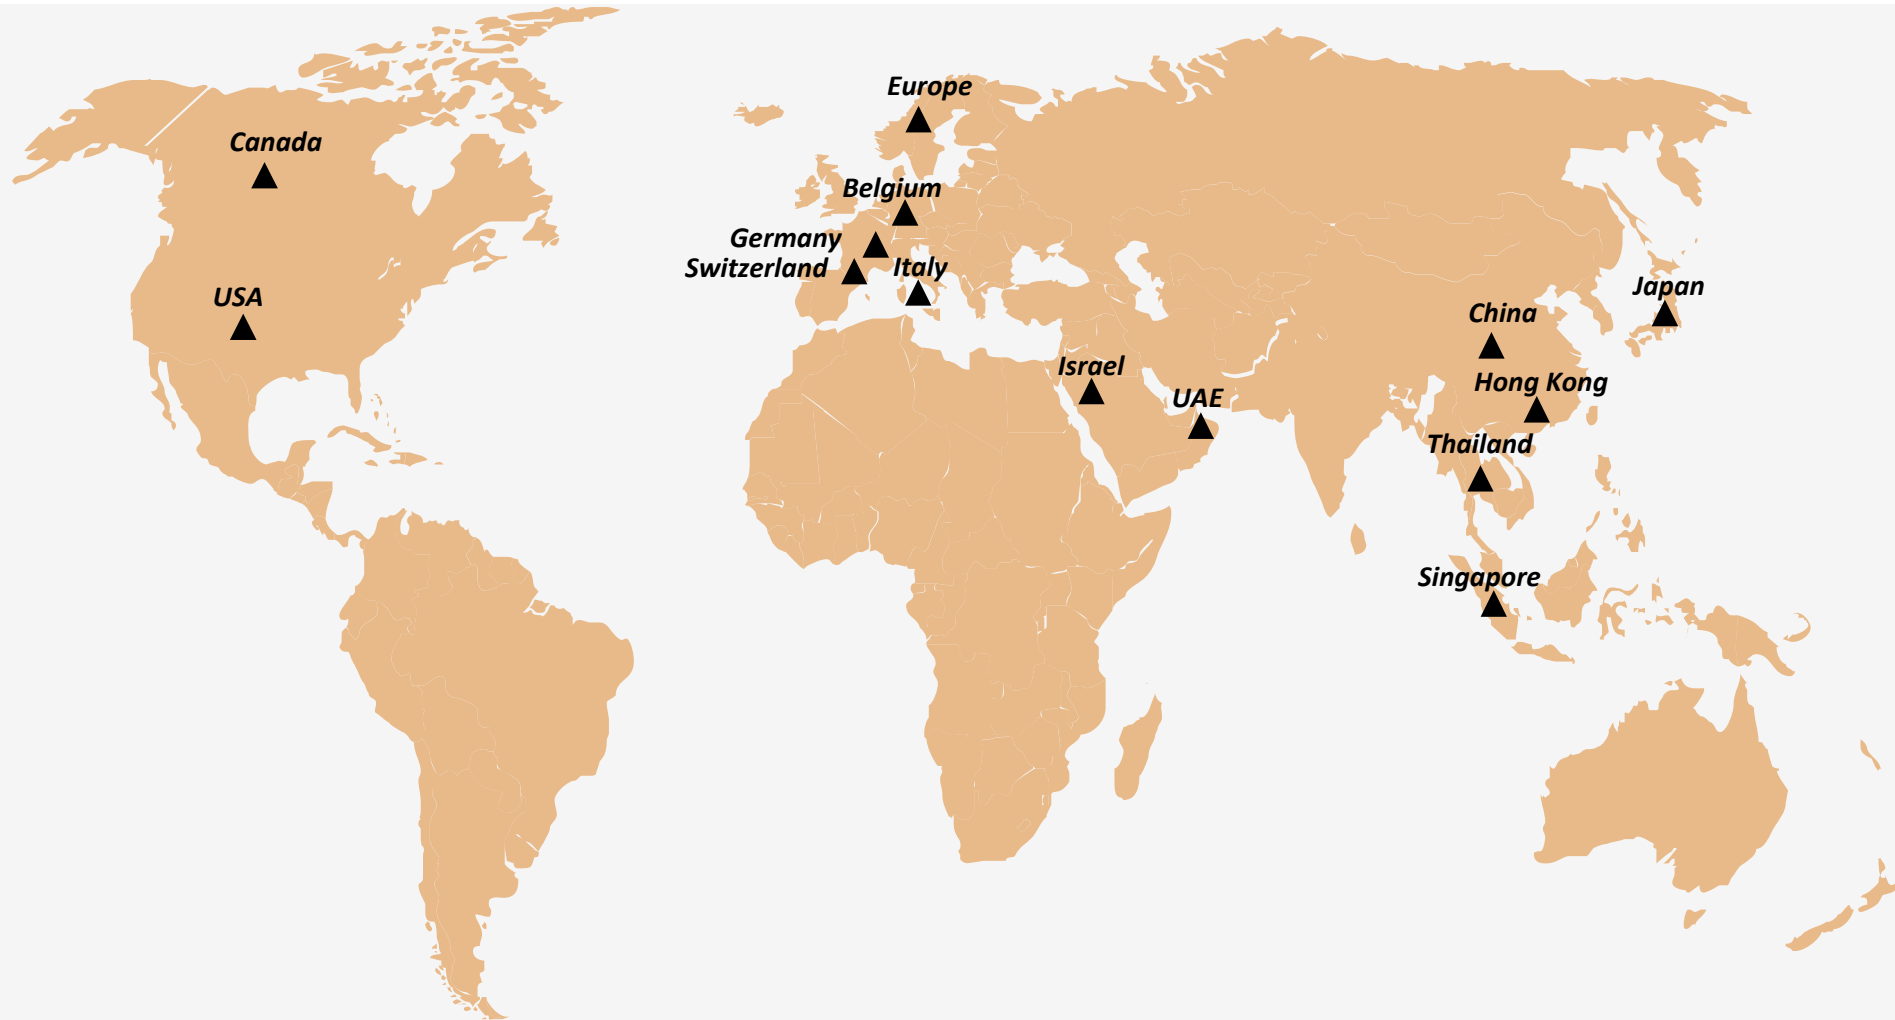 Europe
Canada
Belgium
Germany
Switzerland
Italy
USA
Japan
China
Israel
Hong Kong
UAE
Thailand
Singapore